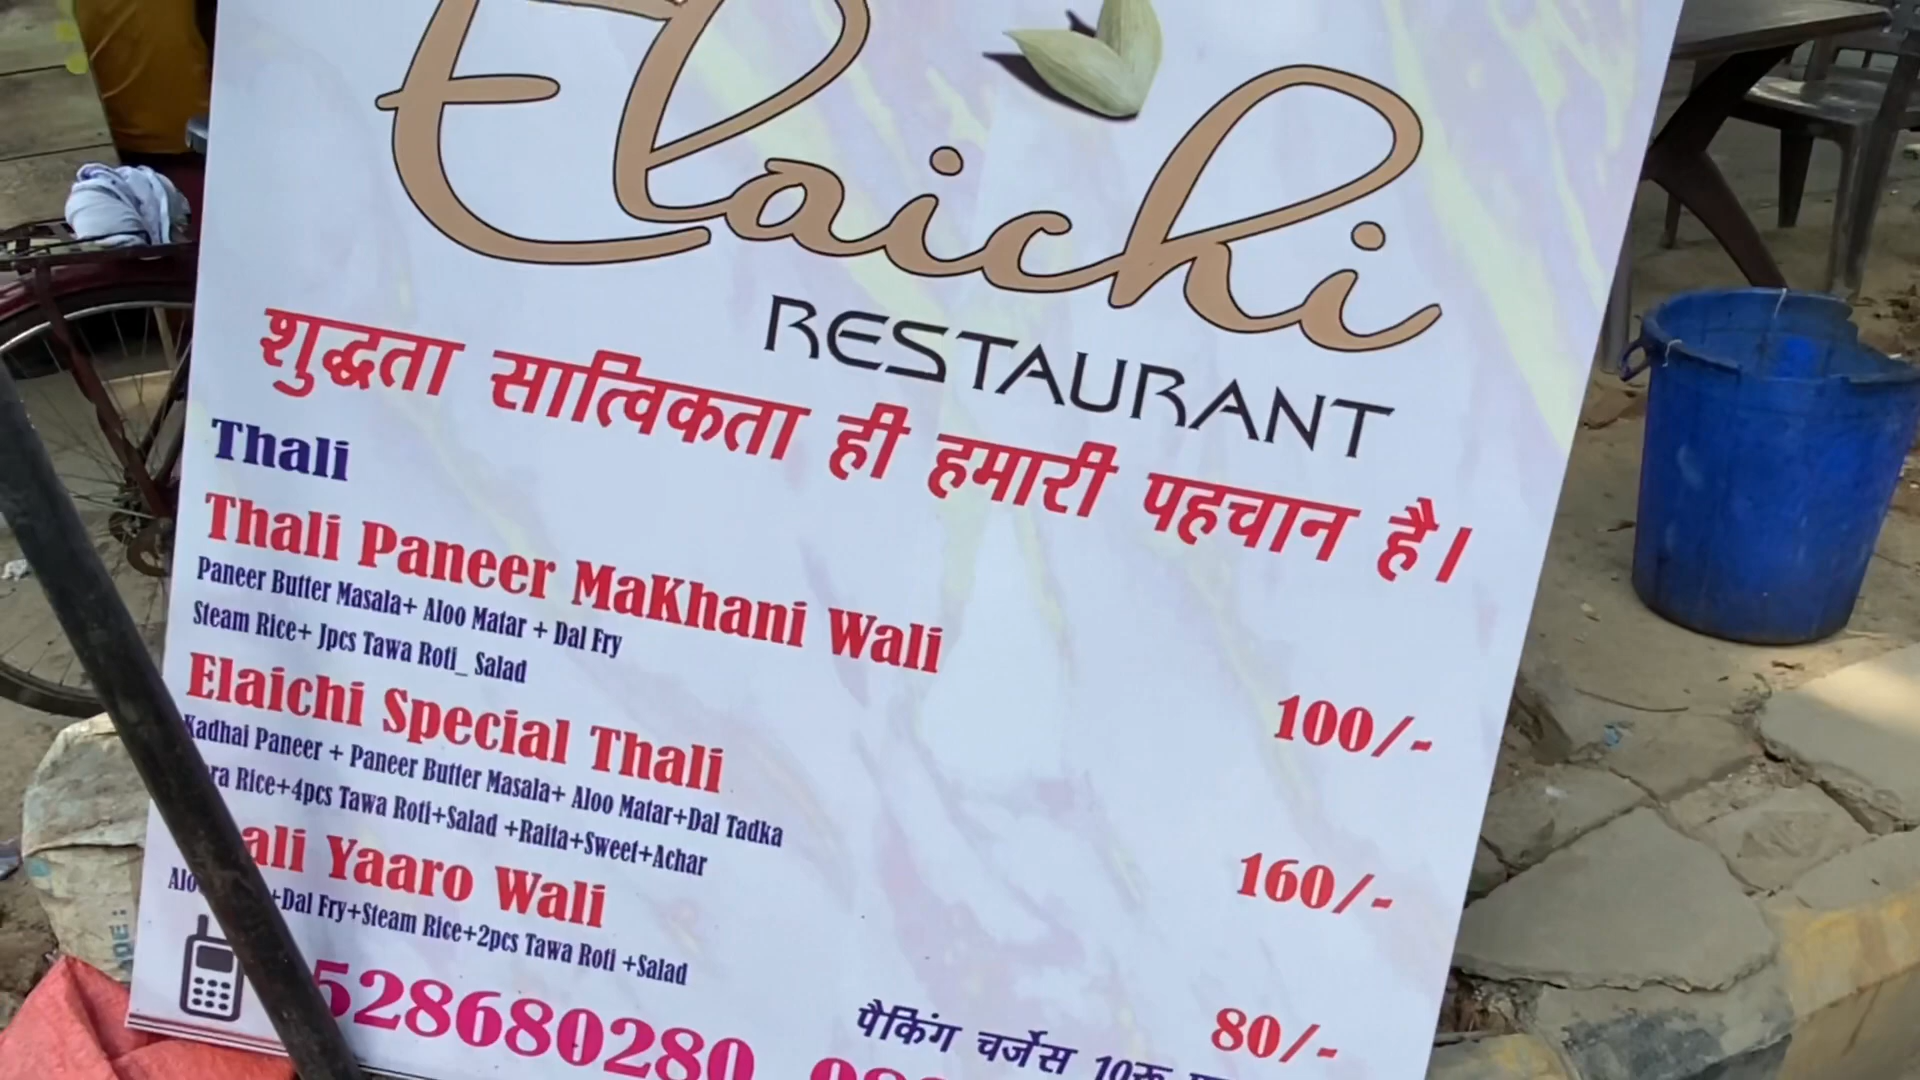 Elaichi
RESTAURANT
शुद्धता सात्विकता ही हमारी पहचान है।
Thali
Thali Paneer MaKhani Wali
Paneer Butter Masala+ Aloo Matar + Dal Fry
Steam Rice+ Jpcs Tawa Roti_ Salad
100/-
Elaichi Special Thali
Kadhai Paneer + Paneer Butter Masala+ Aloo Matar+Dal Tadka
Rice+4pcs Tawa Roti+Salad +Raita+Sweet+Achar
160/-
Yaaro Wali
+Dal Fry+Steam Rice+2pcs Tawa Roti +Salad
80/-
528680280
पैकिंग चर्जेस 10रू